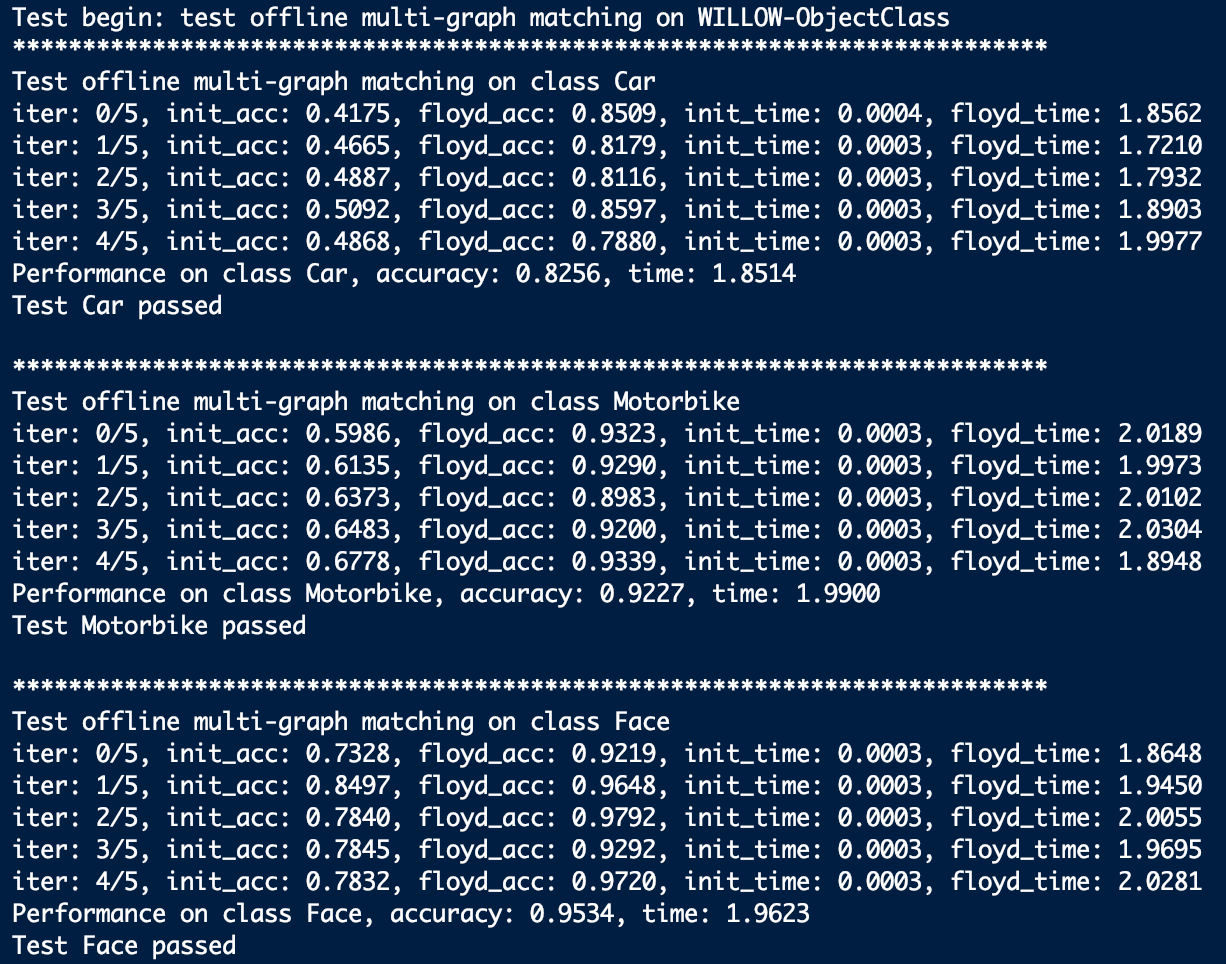 Test begin: test offline multi-graph matching on WILLOW-ObjectClass
**************************************************************************
Test offline multi-graph matching on class Car
iter: 0/5, init_acc: 0.4175, floyd_acc: 0.8509, init_time: 0.0004, floyd_time: 1.8562
iter: 1/5, init_acc: 0.4665, floyd_acc: 0.8179, init_time: 0.0003, floyd_time: 1.7210
iter: 2/5, init_acc: 0.4887, floyd_acc: 0.8116, init_time: 0.0003, floyd_time: 1.7932
iter: 3/5, init_acc: 0.5092, floyd_acc: 0.8597, init_time: 0.0003, floyd_time: 1.8903
iter: 4/5, init_acc: 0.4868, floyd_acc: 0.7880, init_time: 0.0003, floyd_time: 1.9977
Performance on class Car, accuracy: 0.8256, time: 1.8514
Test Car passed
**************************************************************************
Test offline multi-graph matching on class Motorbike
iter: 0/5, init_acc: 0.5986, floyd_acc: 0.9323, init_time: 0.0003, floyd_time: 2.0189
iter: 1/5, init_acc: 0.6135, floyd_acc: 0.9290, init_time: 0.0003, floyd_time: 1.9973
iter: 2/5, init_acc: 0.6373, floyd_acc: 0.8983, init_time: 0.0003, floyd_time: 2.0102
iter: 3/5, init_acc: 0.6483, floyd_acc: 0.9200, init_time: 0.0003, floyd_time: 2.0304
iter: 4/5, init_acc: 0.6778, floyd_acc: 0.9339, init_time: 0.0003, floyd_time: 1.8948
Performance on class Motorbike, accuracy: 0.9227, time: 1.9900
Test Motorbike passed
**************************************************************************
Test offline multi-graph matching on class Face
iter: 0/5, init_acc: 0.7328, floyd_acc: 0.9219, init_time: 0.0003, floyd_time: 1.8648
iter: 1/5, init_acc: 0.8497, floyd_acc: 0.9648, init_time: 0.0003, floyd_time: 1.9450
iter: 2/5, init_acc: 0.7840, floyd_acc: 0.9792, init_time: 0.0003, floyd_time: 2.0055
iter: 3/5, init_acc: 0.7845, floyd_acc: 0.9292, init_time: 0.0003, floyd_time: 1.9695
iter: 4/5, init_acc: 0.7832, floyd_acc: 0.9720, init_time: 0.0003, floyd_time: 2.0281
Performance on class Face, accuracy: 0.9534, time: 1.9623
Test Face passed